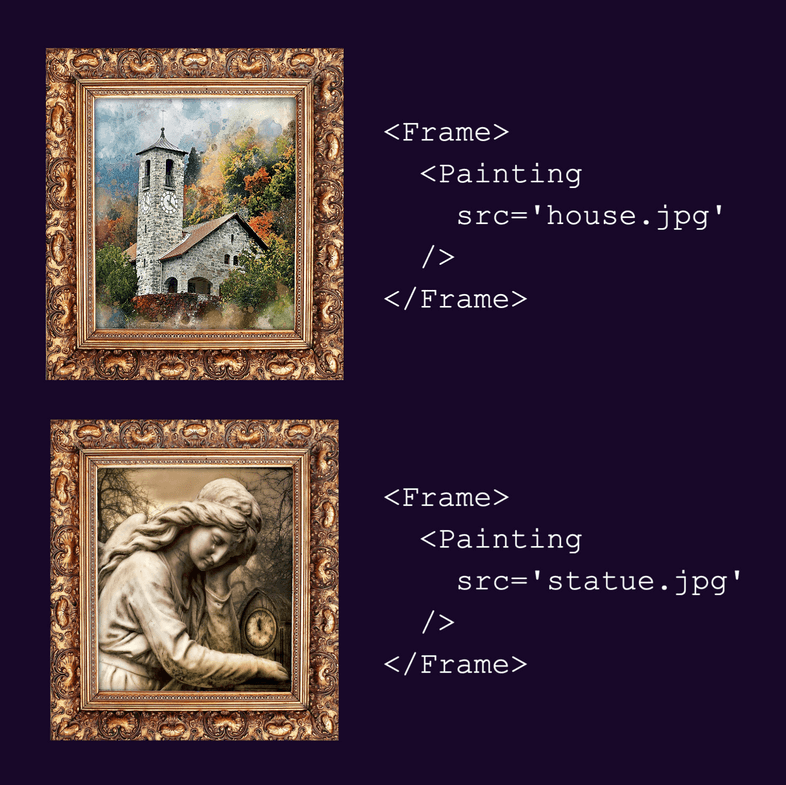 <Frame>
<Painting
src='house.jpg'
/>
</Frame>
<Frame>
<Painting
src='statue.jpg'
/>
</Frame>